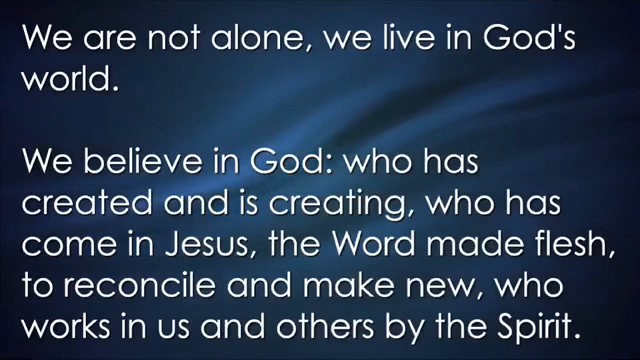 We are not alone, we live in God's
world.
We believe in God: who has
created and is creating, who has
come in Jesus, the Word made flesh,
to reconcile and make new, who
works in us and others by the Spirit.